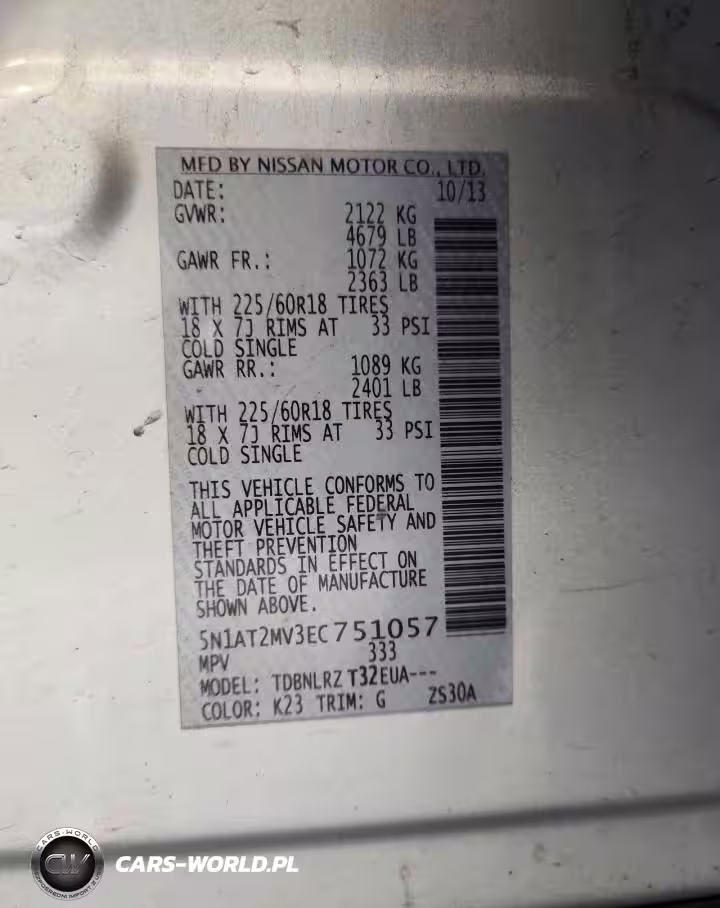 MFD BY NISSAN MOTOR CO., LTD.
DATE: 10/13
GVWR: 2122 KG
4679 LB
GAWR FR.: 1072 KG
2363 LB
WITH 225/60R18 TIRES
18 X 7J RIMS AT 33 PSI
COLD SINGLE
GAWR RR.: 1089 KG
2401 LB
WITH 225/60R18 TIRES
18 X 7J RIMS AT 33 PSI
COLD SINGLE
THIS VEHICLE CONFORMS TO
ALL APPLICABLE FEDERAL
MOTOR VEHICLE SAFETY AND
THEFT PREVENTION
STANDARDS IN EFFECT ON
THE DATE OF MANUFACTURE
SHOWN ABOVE.
5N1AT2MV3EC751057
MPV 333
MODEL: TDBNLRZ T32EUA---
COLOR: K23 TRIM: G ZS30A
CARS-WORLD
CW
CARS-WORLD.PL